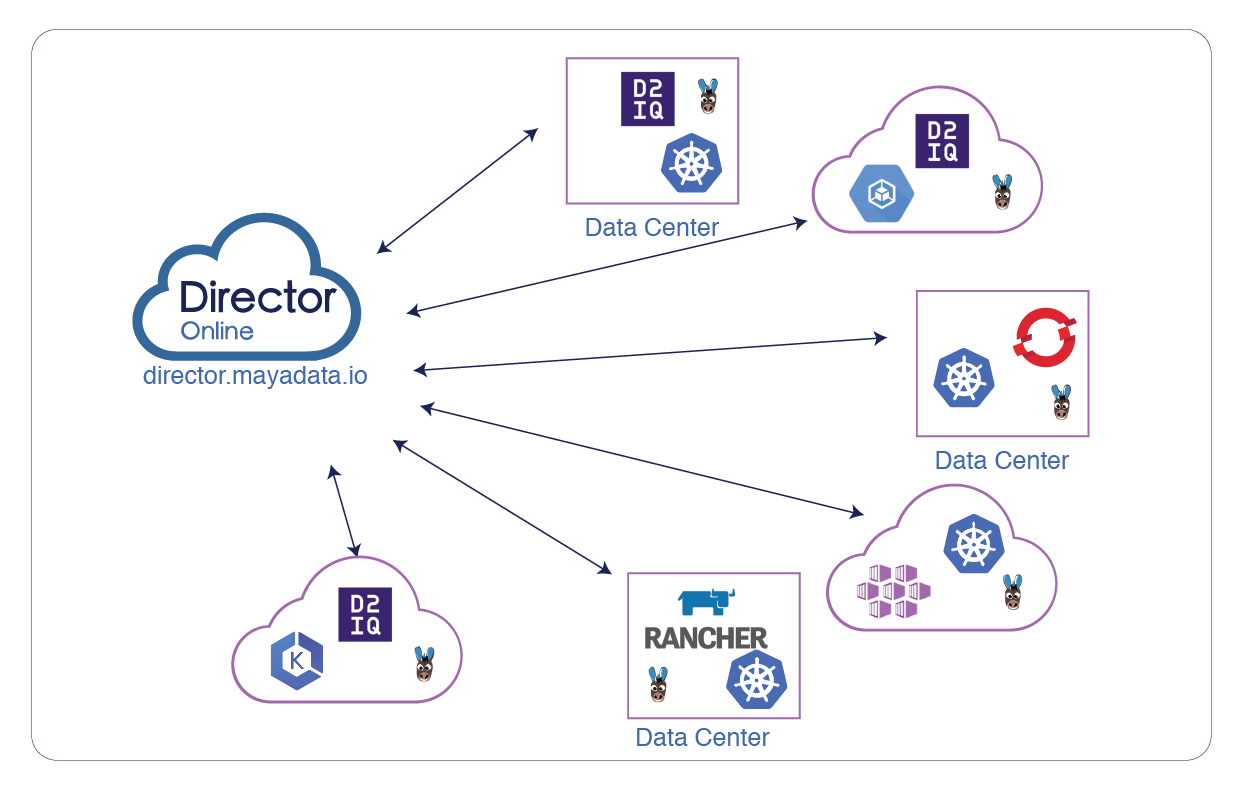 D2
IQ
Data Center
D2
IQ
Director
Online
director.mayadata.io
Data Center
D2
IQ
K
RANCHER
Data Center